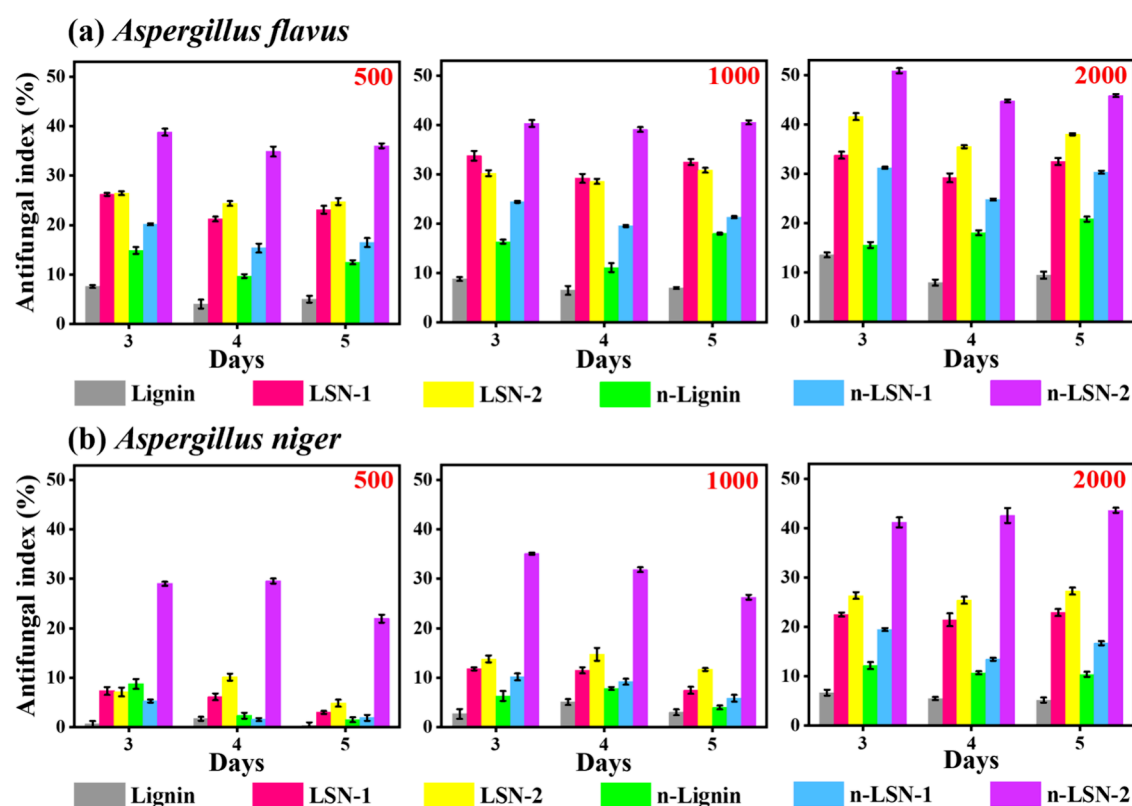 (a) Aspergillus flavus
Antifungal index (%)
500
50
40
30
20
10
0
3 4 5
Days
1000
50
40
30
20
10
0
3 4 5
Days
2000
50
40
30
20
10
0
3 4 5
Days
Lignin LSN-1 LSN-2 n-Lignin n-LSN-1 n-LSN-2
(b) Aspergillus niger
Antifungal index (%)
500
50
40
30
20
10
0
3 4 5
Days
1000
50
40
30
20
10
0
3 4 5
Days
2000
50
40
30
20
10
0
3 4 5
Days
Lignin LSN-1 LSN-2 n-Lignin n-LSN-1 n-LSN-2